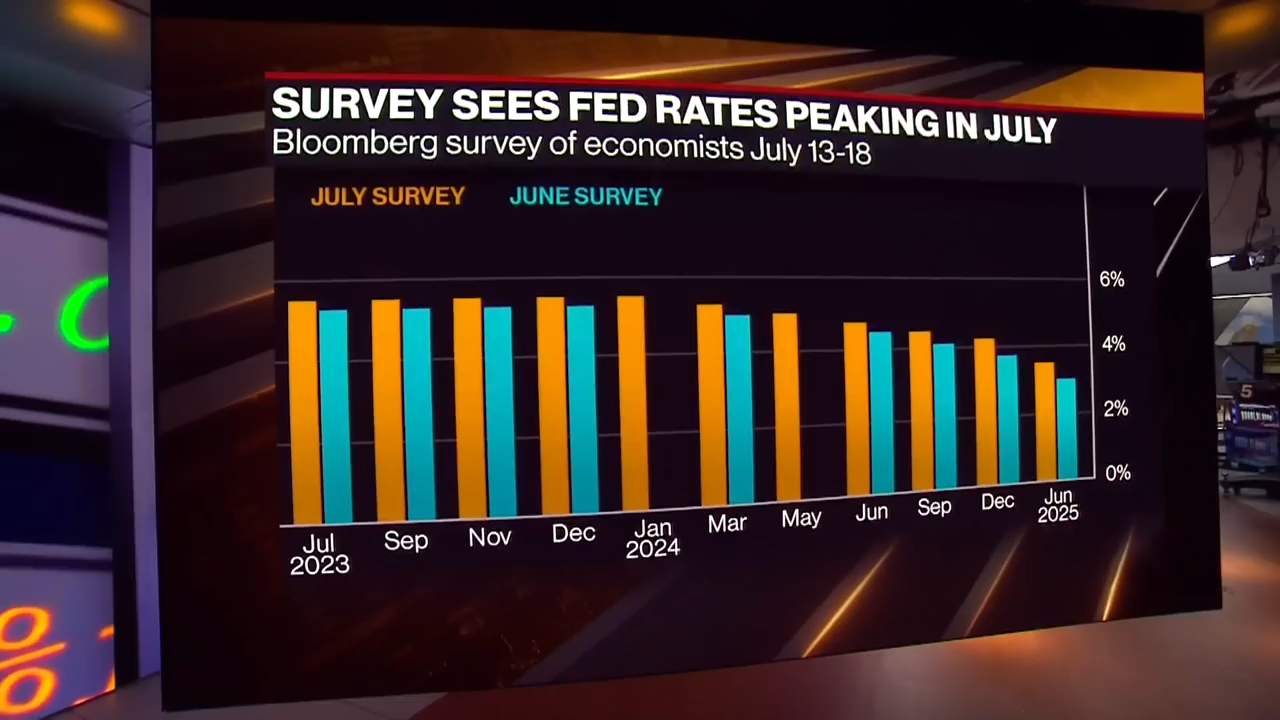 SURVEY SEES FED RATES PEAKING IN JULY
Bloomberg survey of economists July 13-18
JULY SURVEY JUNE SURVEY
6%
4%
2%
0%
Jul Sep Nov Dec Jan Mar May Jun Sep Dec Jun
2023 2024 2025
5
%